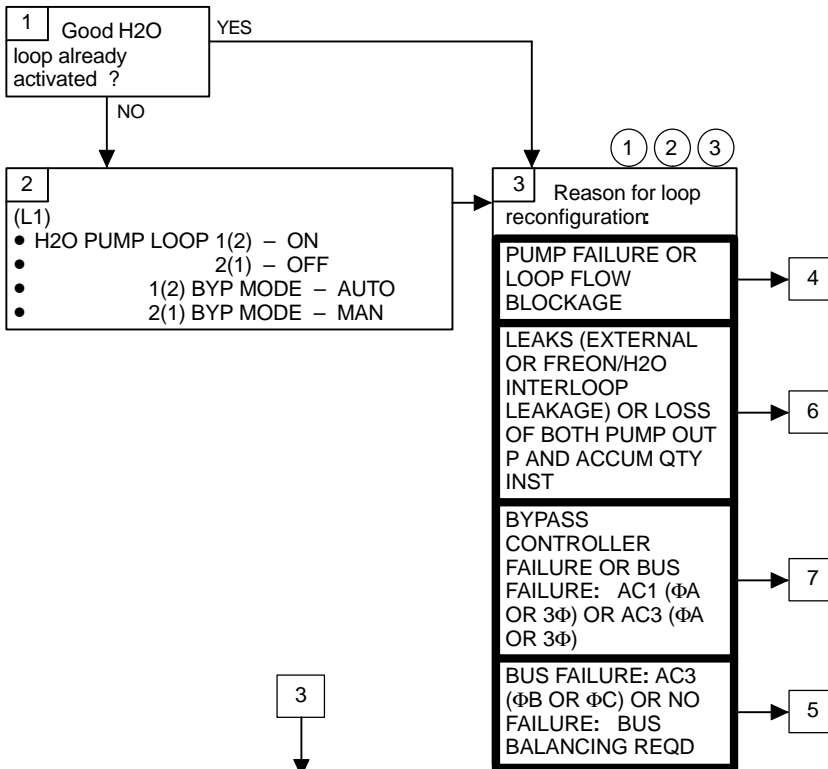 1
Good H2O
loop already
activated ?
YES
NO
2
(L1)
● H2O PUMP LOOP 1(2) – ON
● 2(1) – OFF
● 1(2) BYP MODE – AUTO
● 2(1) BYP MODE – MAN
1 2 3
3
Reason for loop
reconfiguration:
PUMP FAILURE OR
LOOP FLOW
BLOCKAGE
4
LEAKS (EXTERNAL
OR FREON/H2O
INTERLOOP
LEAKAGE) OR LOSS
OF BOTH PUMP OUT
P AND ACCUM QTY
INST
6
BYPASS
CONTROLLER
FAILURE OR BUS
FAILURE: AC1 (ΦA
OR 3Φ) OR AC3 (ΦA
OR 3Φ)
7
BUS FAILURE: AC3
(ΦB OR ΦC) OR NO
FAILURE: BUS
BALANCING REQD
5
3